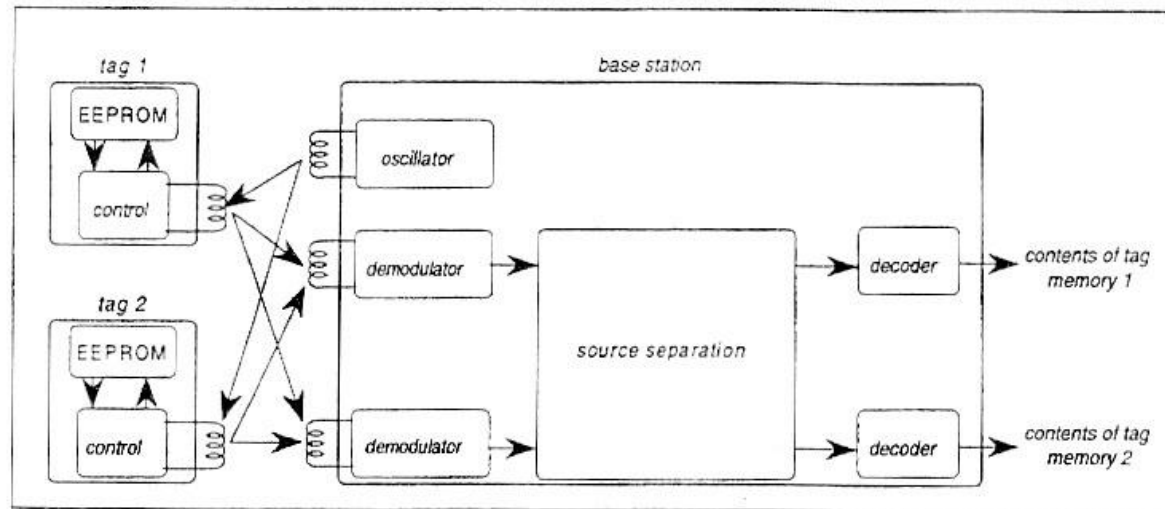 tag 1
base station
EEPROM
control
oscillator
demodulator
decoder
contents of tag
memory 1
tag 2
EEPROM
control
source separation
demodulator
decoder
contents of tag
memory 2